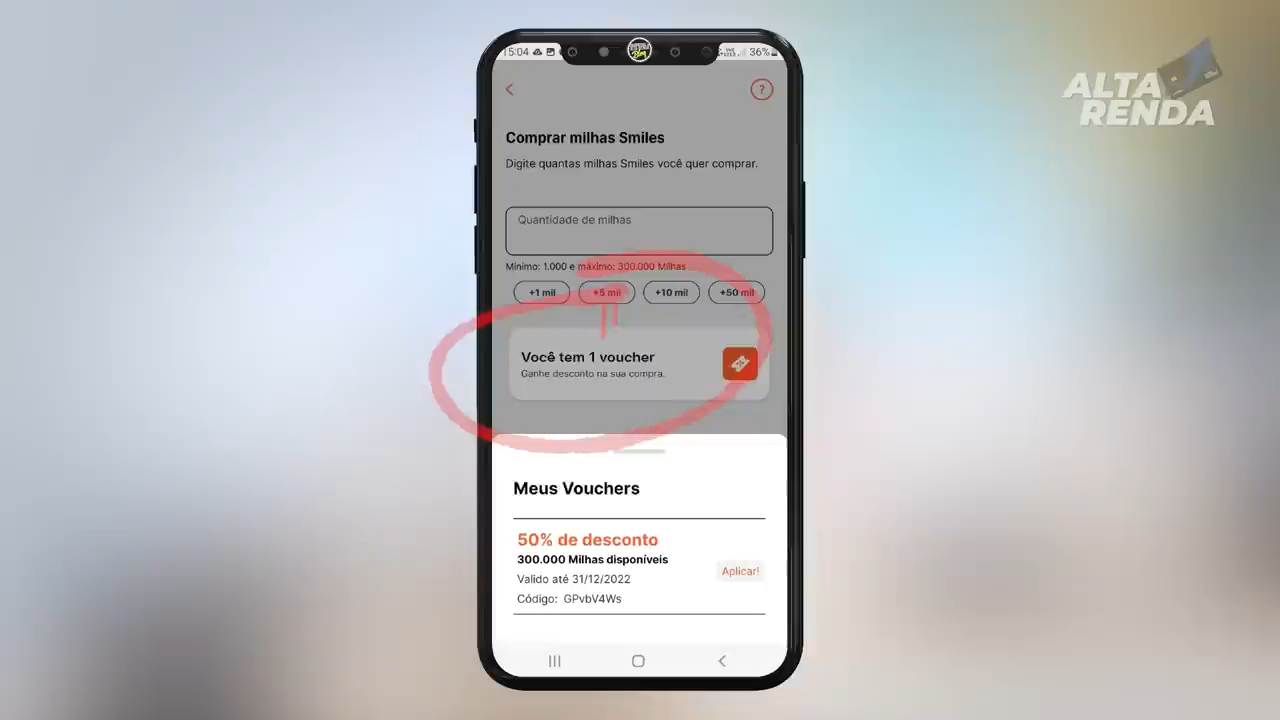 15:04
36%
ALTA
RENDA
?
Comprar milhas Smiles
Digite quantas milhas Smiles você quer comprar.
Quantidade de milhas
Mínimo: 1.000 e máximo: 300.000 Milhas
+1 mil +5 mil +10 mil +50 mil
Você tem 1 voucher
Ganhe desconto na sua compra.
Meus Vouchers
50% de desconto
300.000 Milhas disponíveis
Valido até 31/12/2022
Aplicar!
Código: GPvbV4Ws